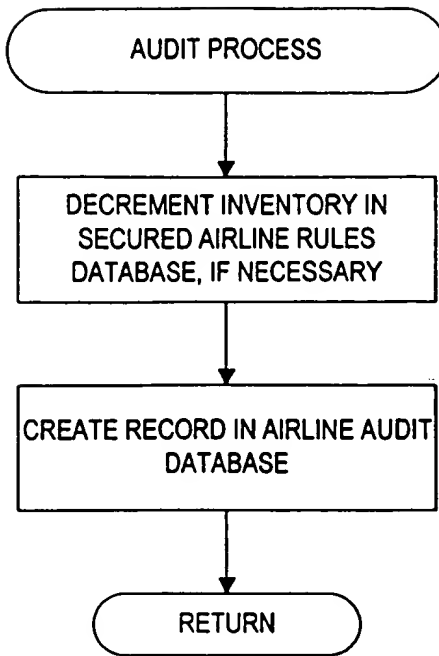 AUDIT PROCESS
DECREMENT INVENTORY IN
SECURED AIRLINE RULES
DATABASE, IF NECESSARY
CREATE RECORD IN AIRLINE AUDIT
DATABASE
RETURN